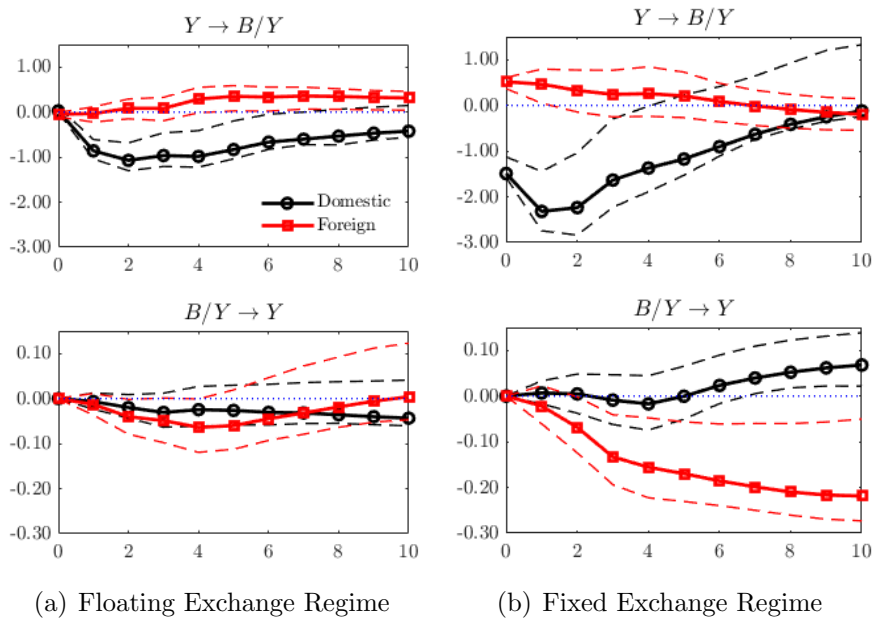 Y → B/Y
1.00
0.00
-1.00
-2.00
-3.00
0 2 4 6 8 10
Domestic
Foreign
Y → B/Y
1.00
0.00
-1.00
-2.00
-3.00
0 2 4 6 8 10
B/Y → Y
0.10
0.00
-0.10
-0.20
-0.30
0 2 4 6 8 10
B/Y → Y
0.10
0.00
-0.10
-0.20
-0.30
0 2 4 6 8 10
(a) Floating Exchange Regime
(b) Fixed Exchange Regime